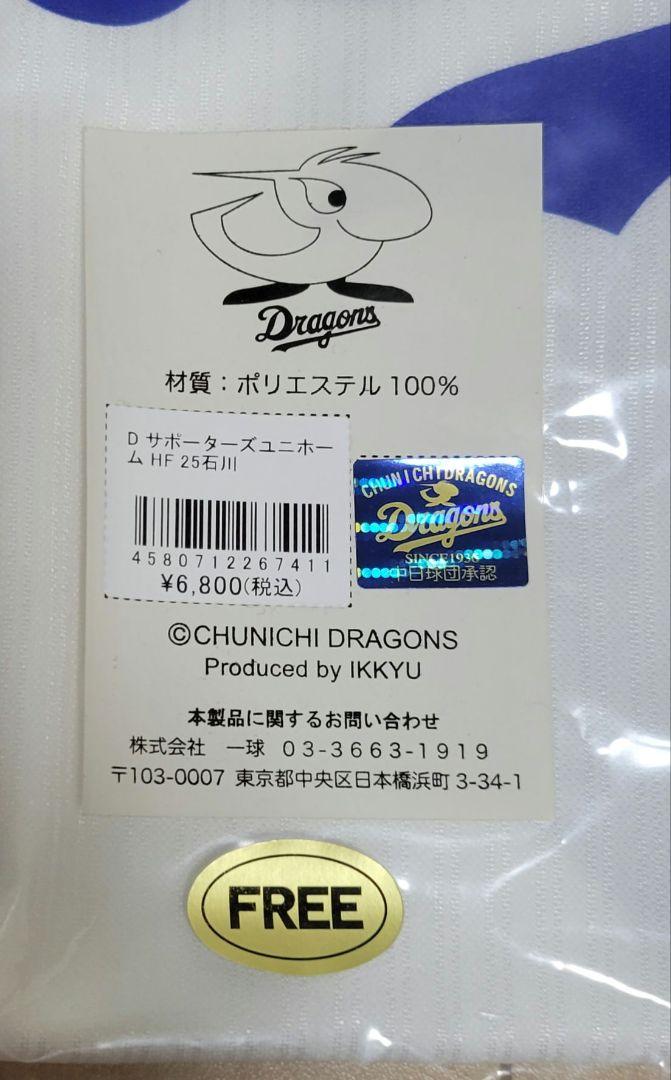 Dragons
材質：ポリエステル 100%
D サポーターズユニホー
ム HF 25石川
4580712267411
¥6,800(税込)
CHUNICHI DRAGONS
Dragons
SINCE1936
中日球団承認
©CHUNICHI DRAGONS
Produced by IKKYU
本製品に関するお問い合わせ
株式会社　一球　03-3663-1919
〒103-0007 東京都中央区日本橋浜町 3-34-1
FREE